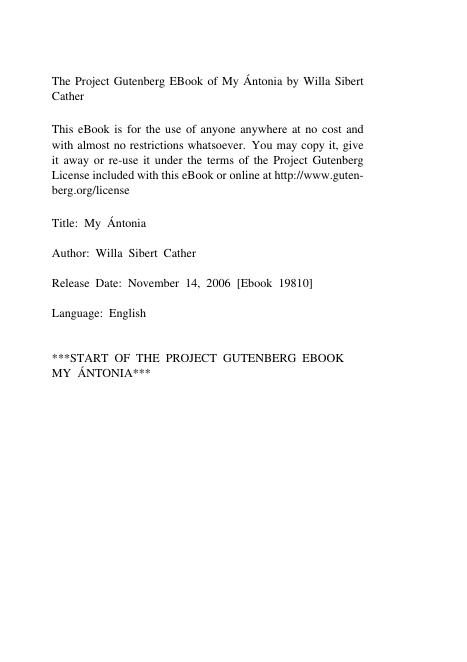 The Project Gutenberg EBook of My Ántonia by Willa Sibert
Cather
This eBook is for the use of anyone anywhere at no cost and
with almost no restrictions whatsoever. You may copy it, give
it away or re-use it under the terms of the Project Gutenberg
License included with this eBook or online at http://www.guten-
berg.org/license
Title: My Ántonia
Author: Willa Sibert Cather
Release Date: November 14, 2006 [Ebook 19810]
Language: English
***START OF THE PROJECT GUTENBERG EBOOK
MY ÁNTONIA***